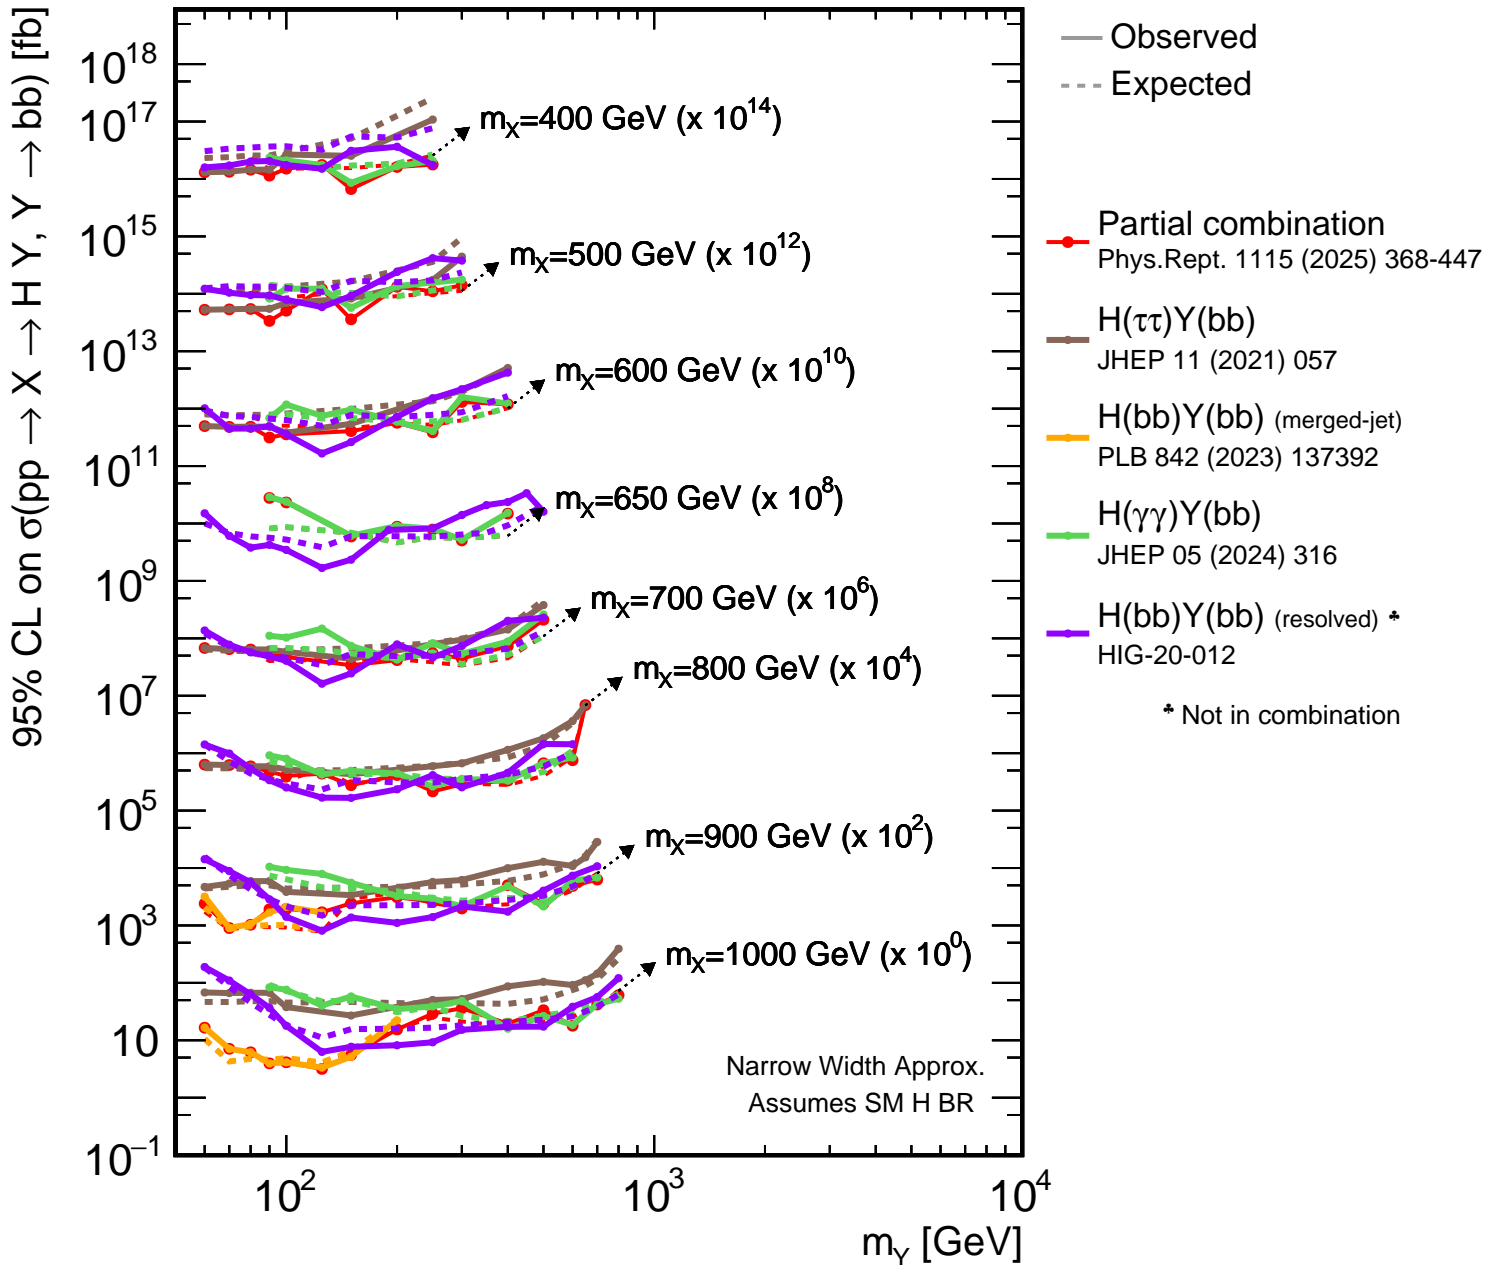 95% CL on σ(pp → X → H Y, Y → bb) [fb]
10^18
10^17
10^15
10^13
10^11
10^9
10^7
10^5
10^3
10
10^−1
10^2
10^3
10^4
m_Y [GeV]
m_X=400 GeV (x 10^14)
m_X=500 GeV (x 10^12)
m_X=600 GeV (x 10^10)
m_X=650 GeV (x 10^8)
m_X=700 GeV (x 10^6)
m_X=800 GeV (x 10^4)
m_X=900 GeV (x 10^2)
m_X=1000 GeV (x 10^0)
Narrow Width Approx.
Assumes SM H BR
Observed
Expected
Partial combination
Phys.Rept. 1115 (2025) 368-447
H(ττ)Y(bb)
JHEP 11 (2021) 057
H(bb)Y(bb) (merged-jet)
PLB 842 (2023) 137392
H(γγ)Y(bb)
JHEP 05 (2024) 316
H(bb)Y(bb) (resolved) ♣
HIG-20-012
♣ Not in combination